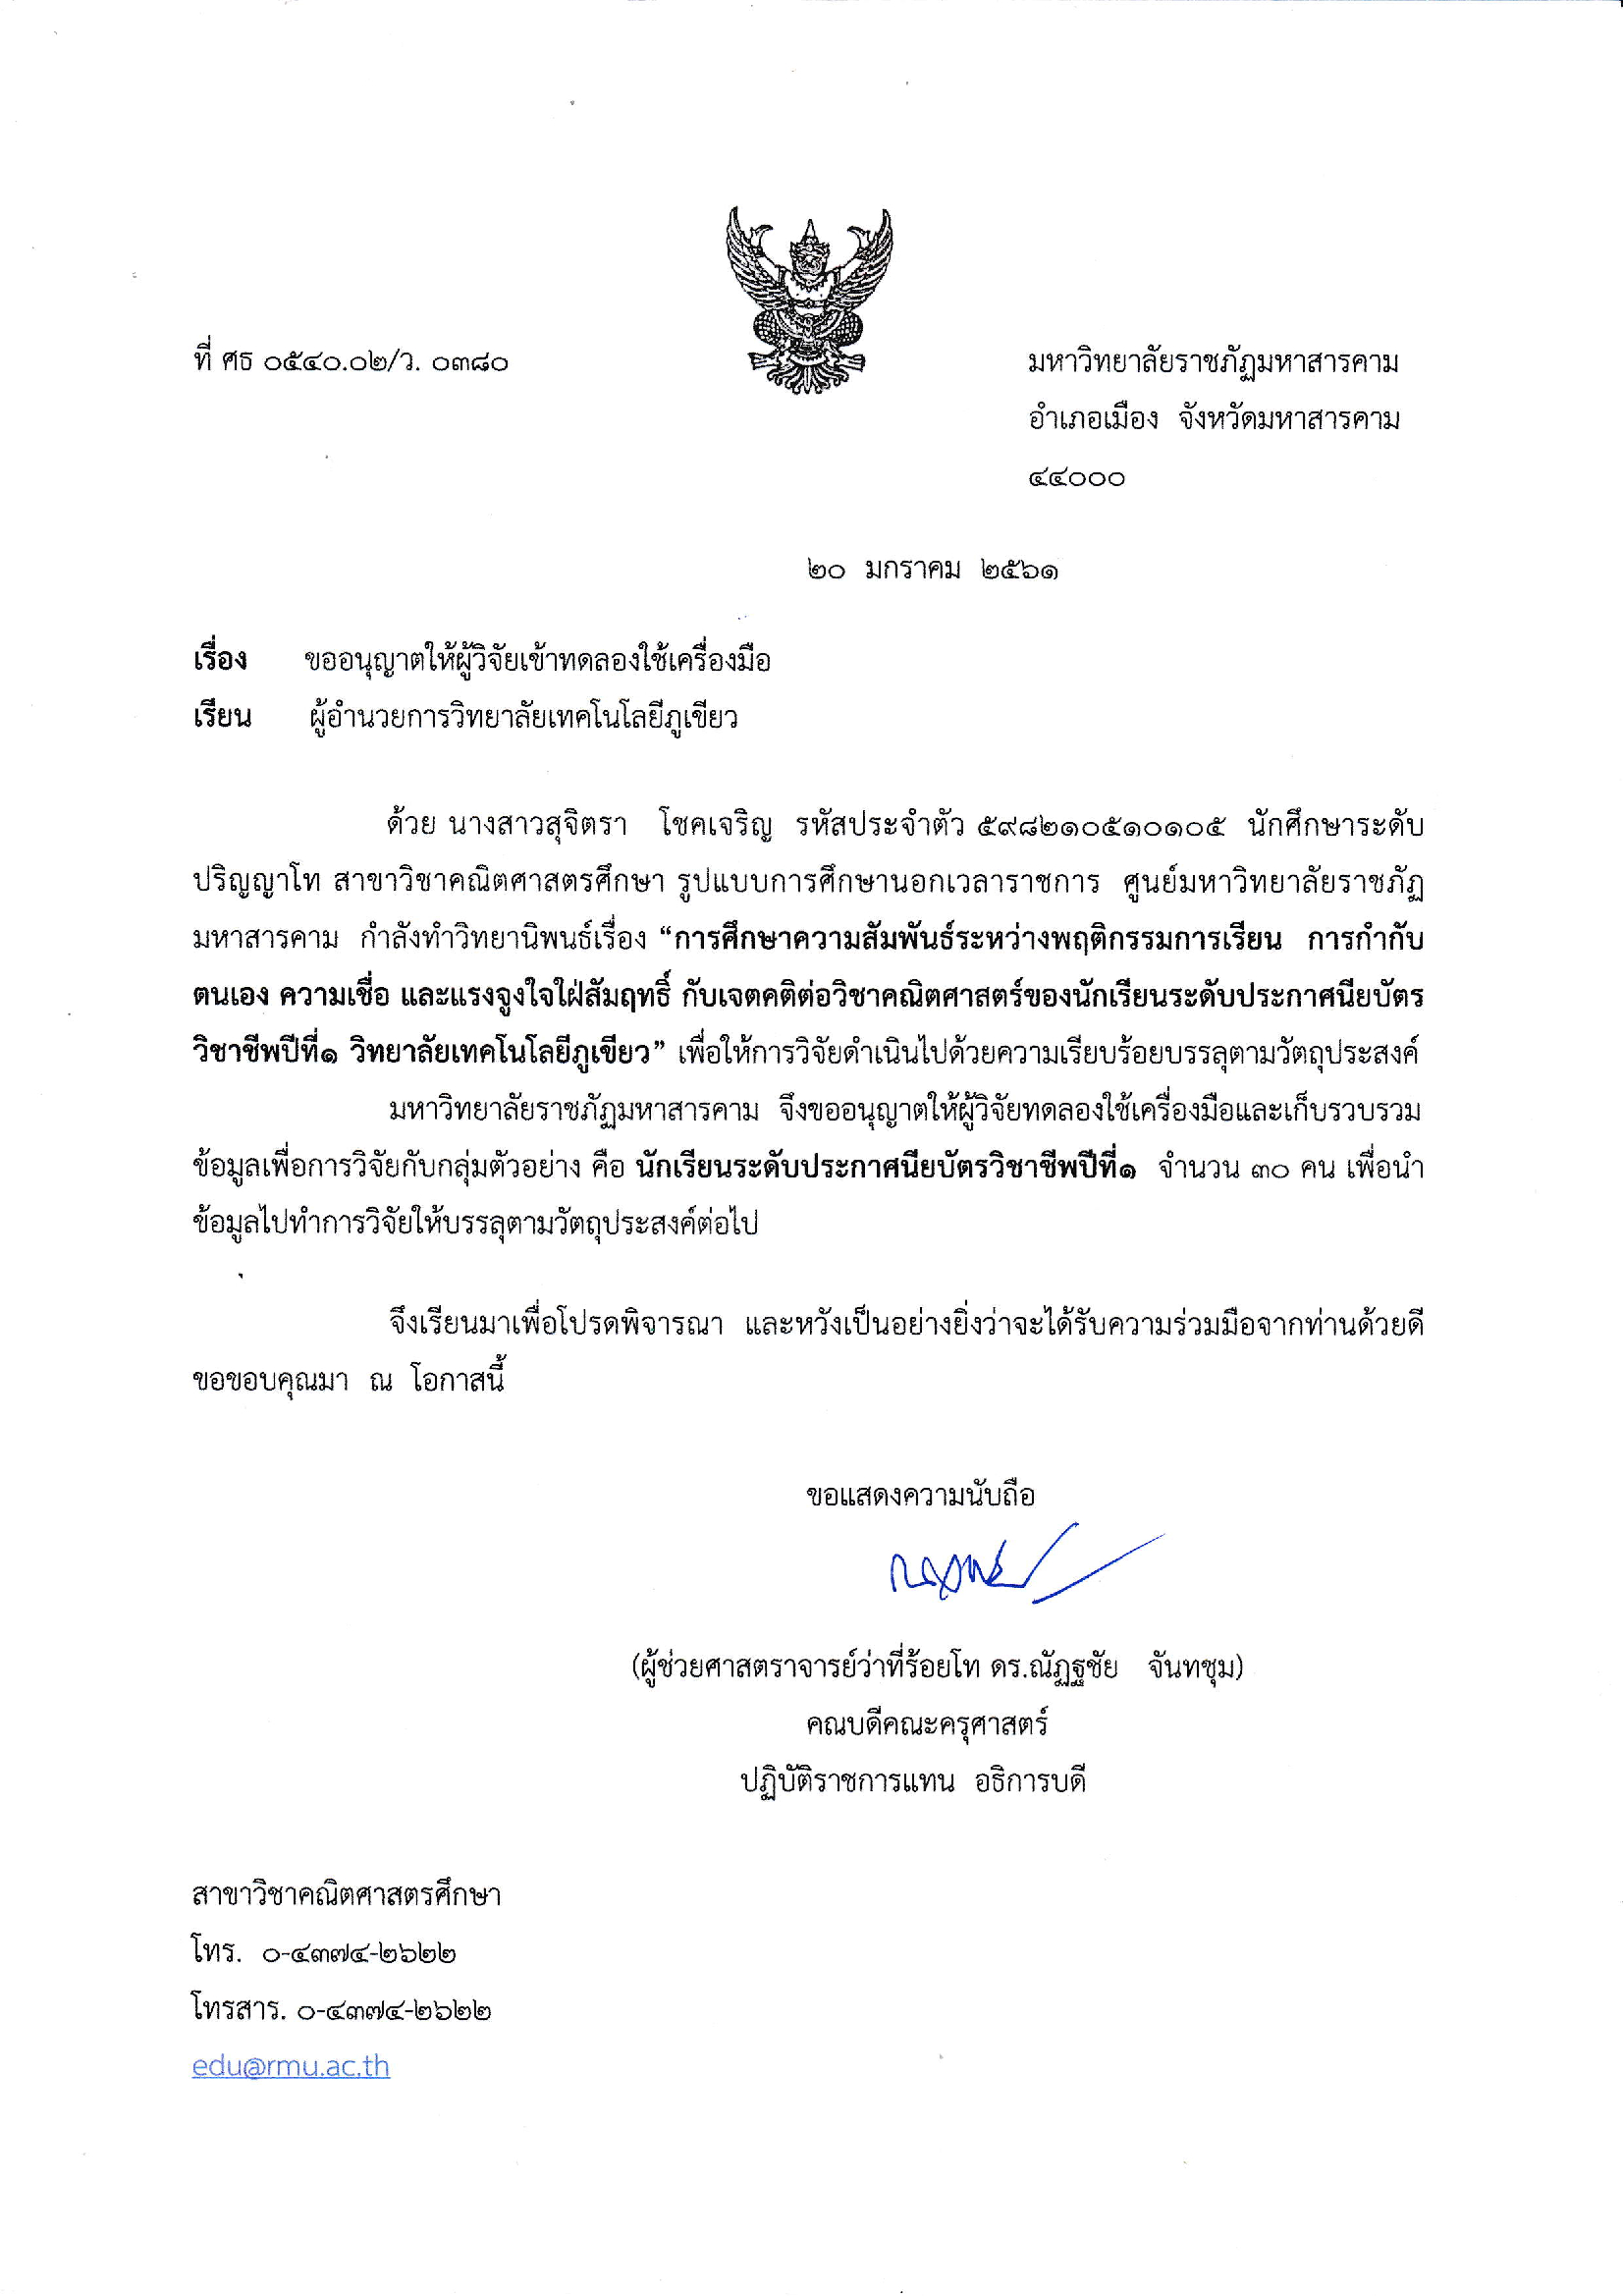 ที่ ศธ ๐๕๔๐.๐๒/ว. ๐๓๘๐
มหาวิทยาลัยราชภัฏมหาสารคาม
อำเภอเมือง จังหวัดมหาสารคาม
๔๔๐๐๐
๒๐ มกราคม ๒๕๖๑
เรื่อง ขออนุญาตให้ผู้วิจัยเข้าทดลองใช้เครื่องมือ
เรียน ผู้อำนวยการวิทยาลัยเทคโนโลยีภูเขียว
ด้วย นางสาวสุจิตรา โชคเจริญ รหัสประจำตัว ๕๙๘๒๑๐๕๑๐๑๐๕ นักศึกษาระดับ
ปริญญาโท สาขาวิชาคณิตศาสตรศึกษา รูปแบบการศึกษานอกเวลาราชการ ศูนย์มหาวิทยาลัยราชภัฏ
มหาสารคาม กำลังทำวิทยานิพนธ์เรื่อง “การศึกษาความสัมพันธ์ระหว่างพฤติกรรมการเรียน การกำกับ
ตนเอง ความเชื่อ และแรงจูงใจใฝ่สัมฤทธิ์ กับเจตคติต่อวิชาคณิตศาสตร์ของนักเรียนระดับประกาศนียบัตร
วิชาชีพปีที่๑ วิทยาลัยเทคโนโลยีภูเขียว” เพื่อให้การวิจัยดำเนินไปด้วยความเรียบร้อยบรรลุตามวัตถุประสงค์
มหาวิทยาลัยราชภัฏมหาสารคาม จึงขออนุญาตให้ผู้วิจัยทดลองใช้เครื่องมือและเก็บรวบรวม
ข้อมูลเพื่อการวิจัยกับกลุ่มตัวอย่าง คือ นักเรียนระดับประกาศนียบัตรวิชาชีพปีที่๑ จำนวน ๓๐ คน เพื่อนำ
ข้อมูลไปทำการวิจัยให้บรรลุตามวัตถุประสงค์ต่อไป
จึงเรียนมาเพื่อโปรดพิจารณา และหวังเป็นอย่างยิ่งว่าจะได้รับความร่วมมือจากท่านด้วยดี
ขอขอบคุณมา ณ โอกาสนี้
ขอแสดงความนับถือ
(ผู้ช่วยศาสตราจารย์ว่าที่ร้อยโท ดร.ณัฏฐชัย จันทชุม)
คณบดีคณะครุศาสตร์
ปฏิบัติราชการแทน อธิการบดี
สาขาวิชาคณิตศาสตรศึกษา
โทร. ๐-๔๓๗๔-๒๖๒๒
โทรสาร. ๐-๔๓๗๔-๒๖๒๒
edu@rmu.ac.th